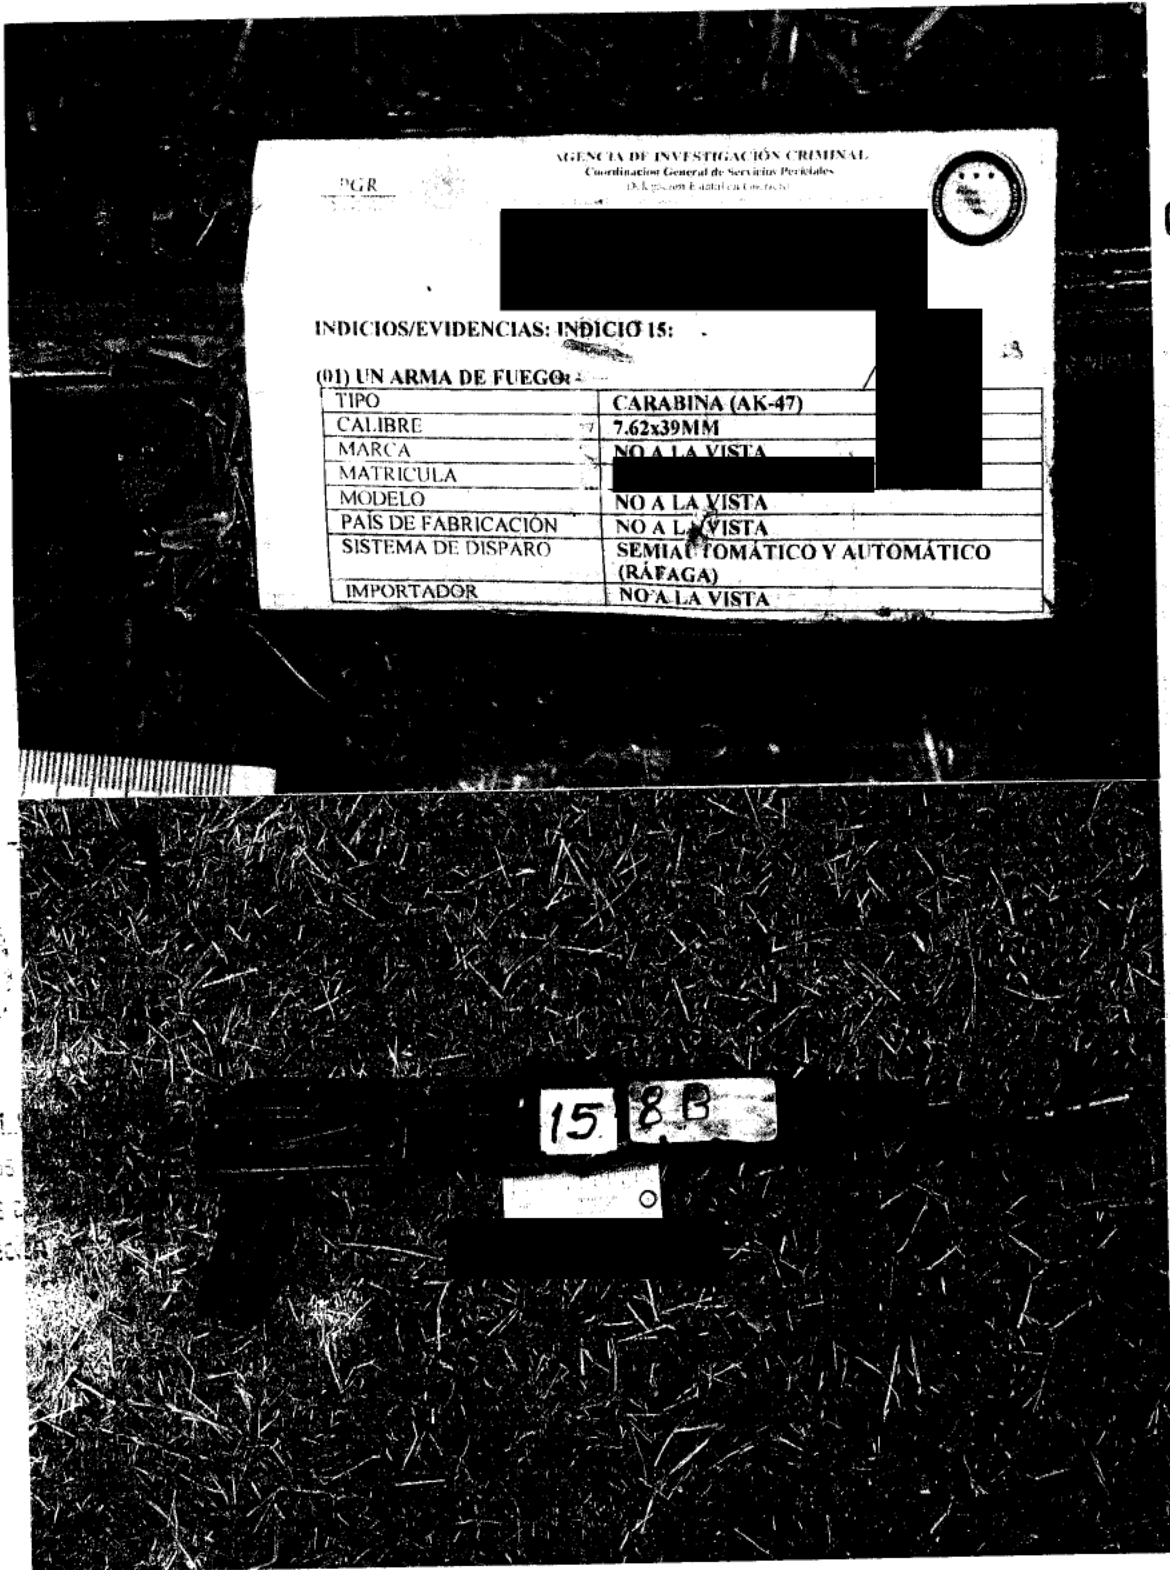 PGR
AGENCIA DE INVESTIGACIÓN CRIMINAL
Coordinación General de Servicios Periciales
INDICIOS/EVIDENCIAS: INDICIO 15:
(01) UN ARMA DE FUEGO:
TIPO CARABINA (AK-47)
CALIBRE 7.62x39MM
MARCA NO A LA VISTA
MATRICULA
MODELO NO A LA VISTA
PAÍS DE FABRICACIÓN NO A LA VISTA
SISTEMA DE DISPARO SEMIAUTOMÁTICO Y AUTOMÁTICO
(RÁFAGA)
IMPORTADOR NO A LA VISTA
15
8B